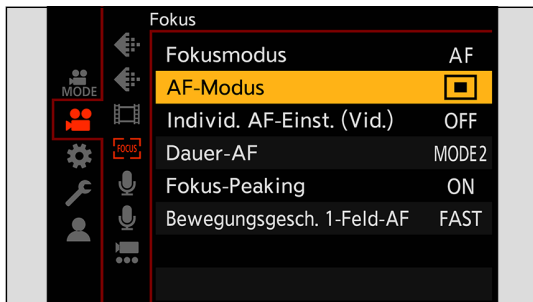 Fokus
MODE
FOCUS
Fokusmodus AF
AF-Modus
Individ. AF-Einst. (Vid.) OFF
Dauer-AF MODE2
Fokus-Peaking ON
Bewegungsgesch. 1-Feld-AF FAST